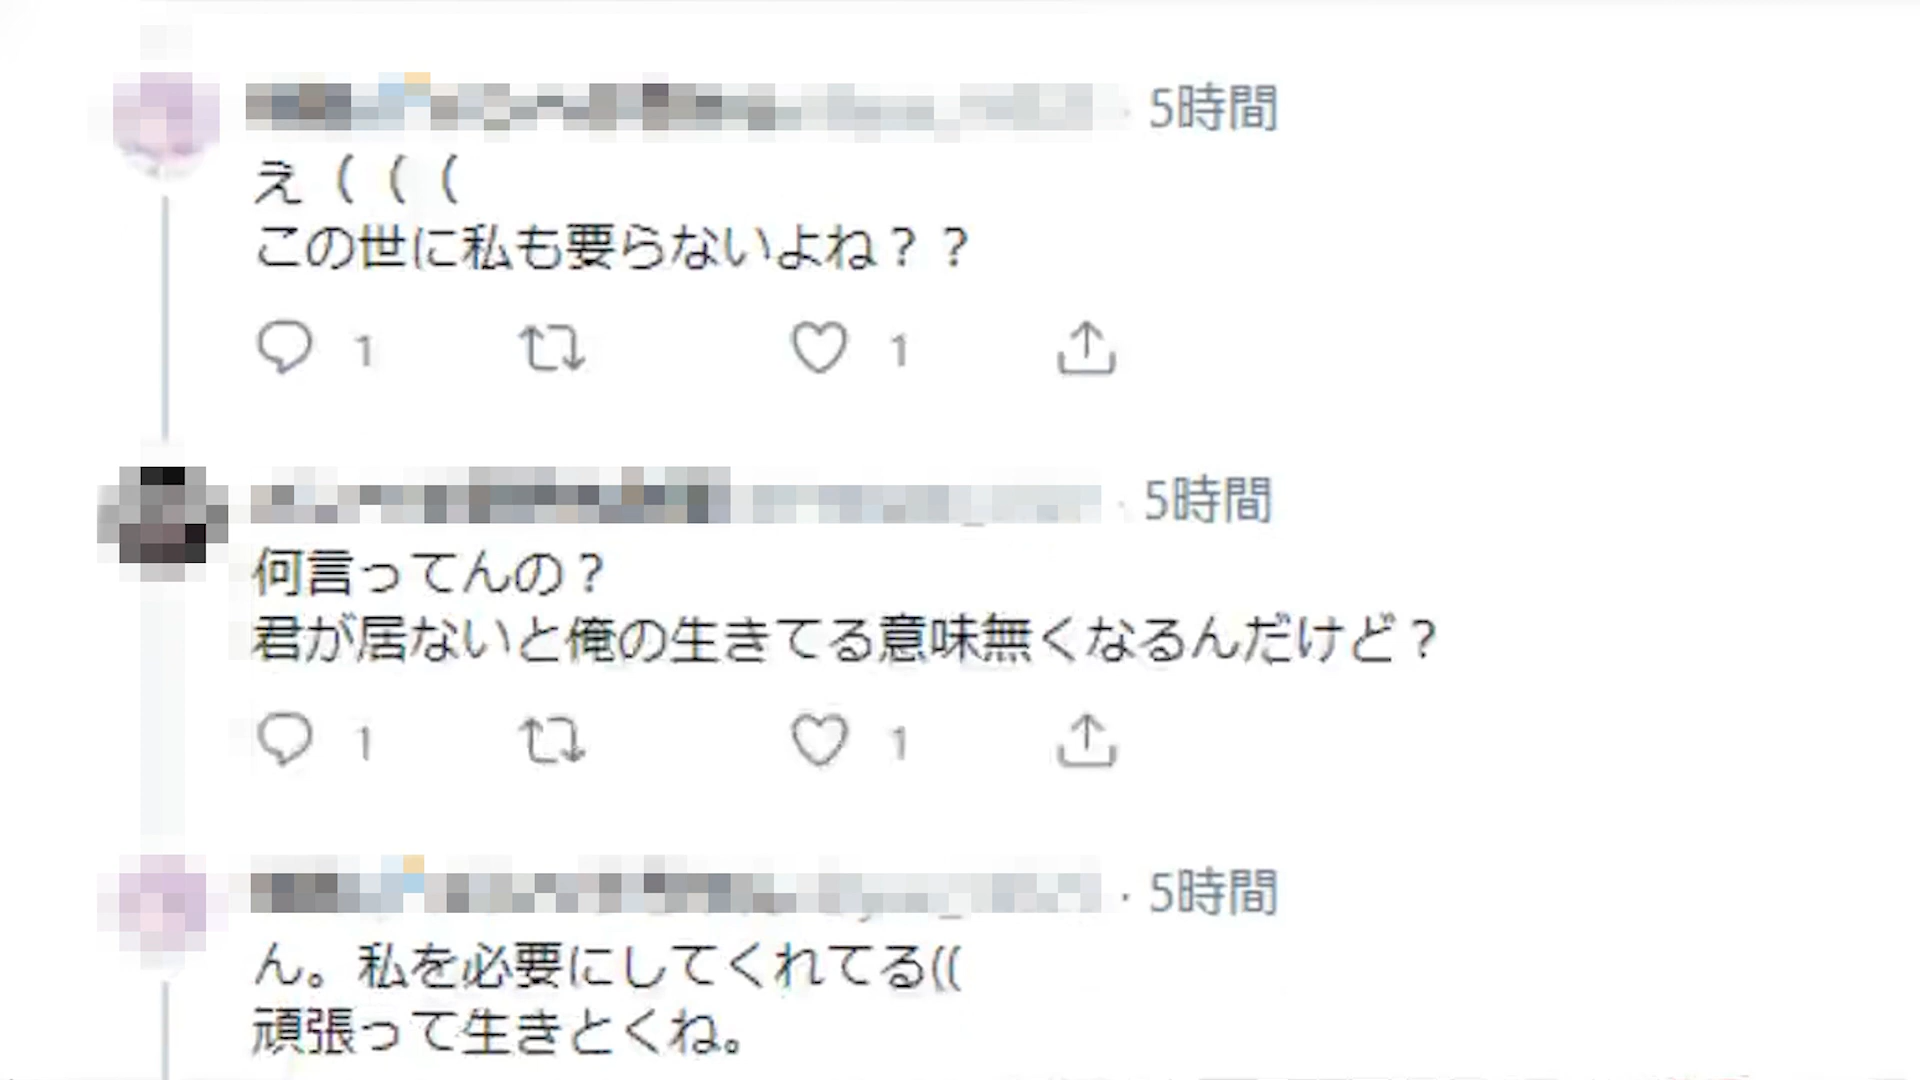 5時間
え（（（
この世に私も要らないよね？？
1
1
5時間
何言ってんの？
君が居ないと俺の生きてる意味無くなるんだけど？
1
1
· 5時間
ん。私を必要にしてくれてる((
頑張って生きとくね。